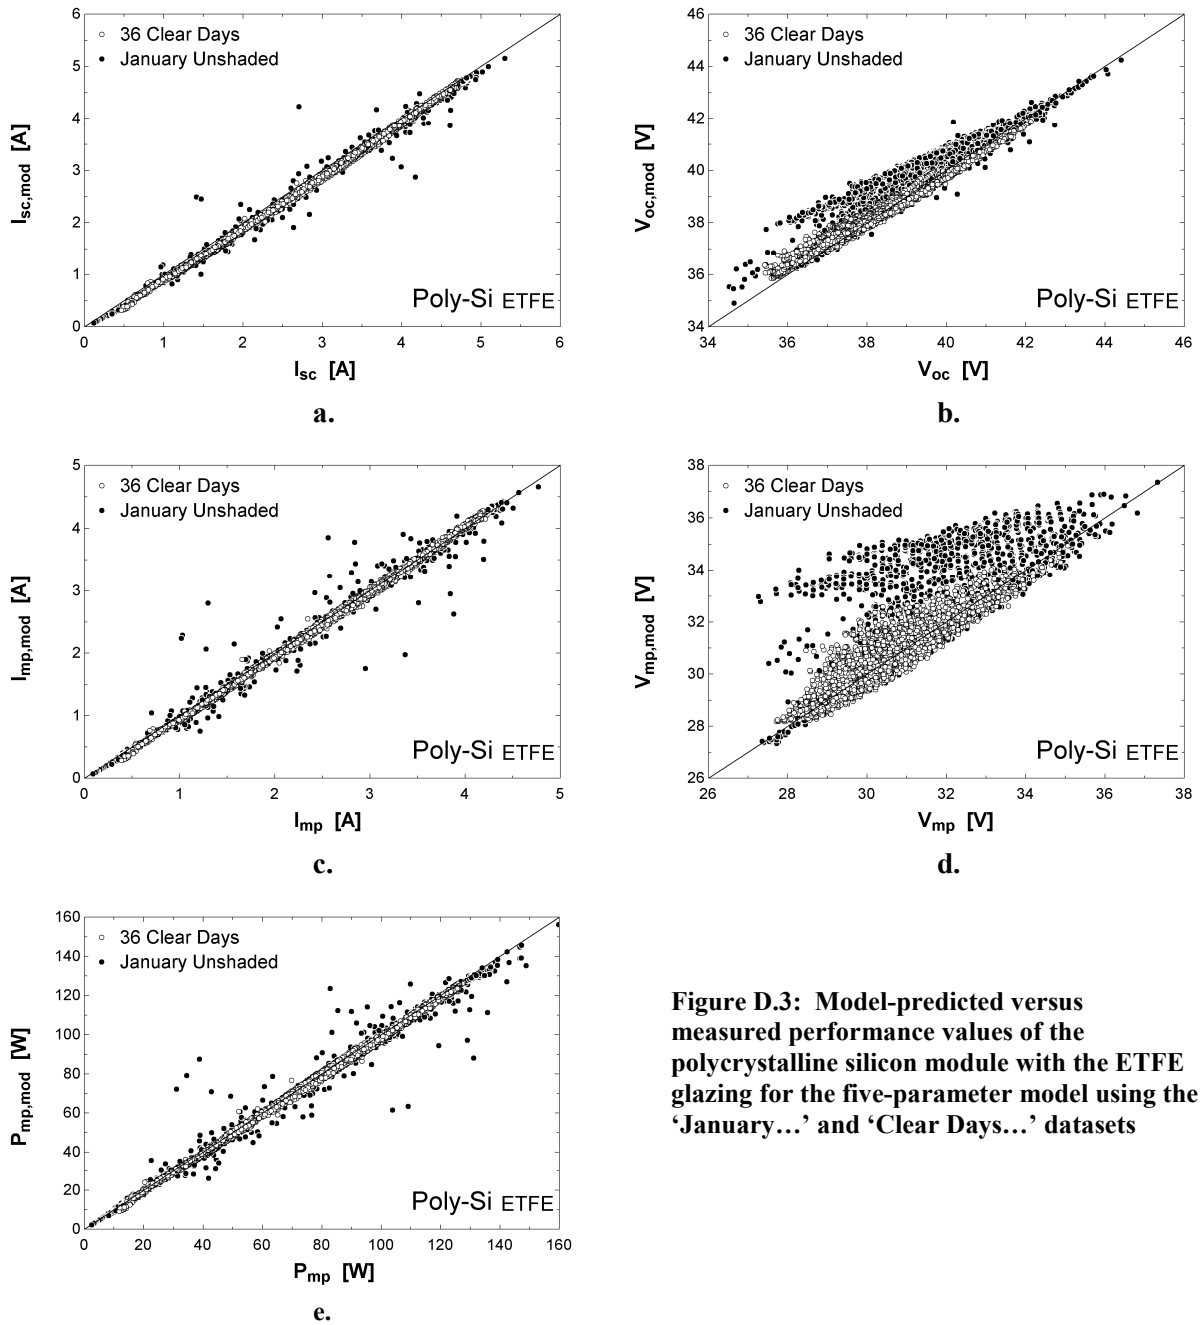 6
5
4
3
2
1
0
0 1 2 3 4 5 6
Isc,mod [A]
36 Clear Days
January Unshaded
Poly-Si ETFE
Isc [A]
a.
46
44
42
40
38
36
34
34 36 38 40 42 44 46
Voc,mod [V]
36 Clear Days
January Unshaded
Poly-Si ETFE
Voc [V]
b.
5
4
3
2
1
0
0 1 2 3 4 5
Imp,mod [A]
36 Clear Days
January Unshaded
Poly-Si ETFE
Imp [A]
c.
38
36
34
32
30
28
26
26 28 30 32 34 36 38
Vmp,mod [V]
36 Clear Days
January Unshaded
Poly-Si ETFE
Vmp [V]
d.
160
140
120
100
80
60
40
20
0
0 20 40 60 80 100 120 140 160
Pmp,mod [W]
36 Clear Days
January Unshaded
Poly-Si ETFE
Pmp [W]
e.
Figure D.3: Model-predicted versus
measured performance values of the
polycrystalline silicon module with the ETFE
glazing for the five-parameter model using the
‘January…’ and ‘Clear Days…’ datasets